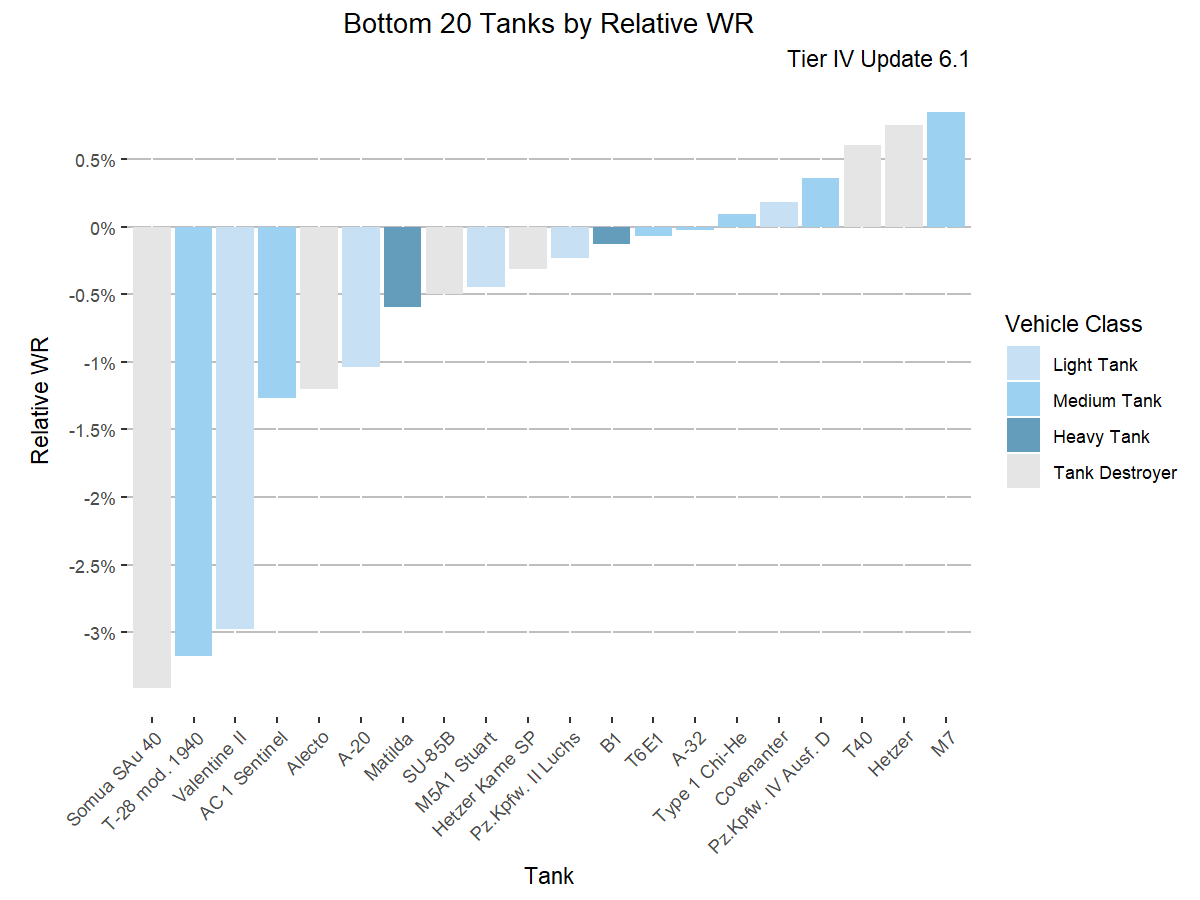 Bottom 20 Tanks by Relative WR
Tier IV Update 6.1
0.5%
0%
-0.5%
-1%
-1.5%
-2%
-2.5%
-3%
Relative WR
Somua SAu 40
T-28 mod. 1940
Valentine II
AC 1 Sentinel
Alecto
A-20
Matilda
SU-85B
M5A1 Stuart
Hetzer Kame SP
Pz.Kpfw. II Luchs
B1
T6E1
A-32
Type 1 Chi-He
Covenanter
Pz.Kpfw. IV Ausf. D
T40
Hetzer
M7
Tank
Vehicle Class
Light Tank
Medium Tank
Heavy Tank
Tank Destroyer